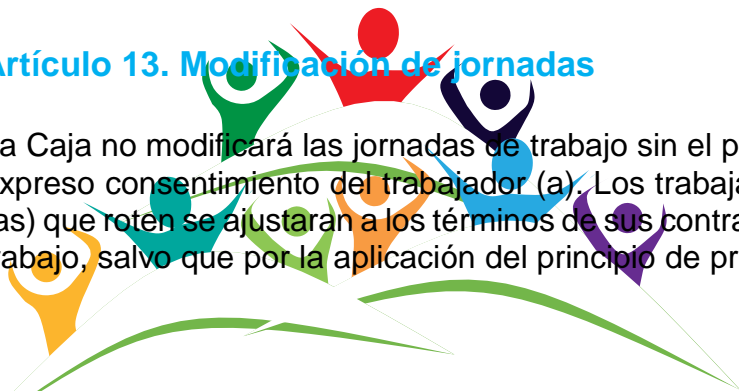 Artículo 13. Modificación de jornadas
a Caja no modificará las jornadas de trabajo sin el p
xpreso consentimiento del trabajador (a). Los trabaja
as) que roten se ajustaran a los términos de sus contra
rabajo, salvo que por la aplicación del principio de pr